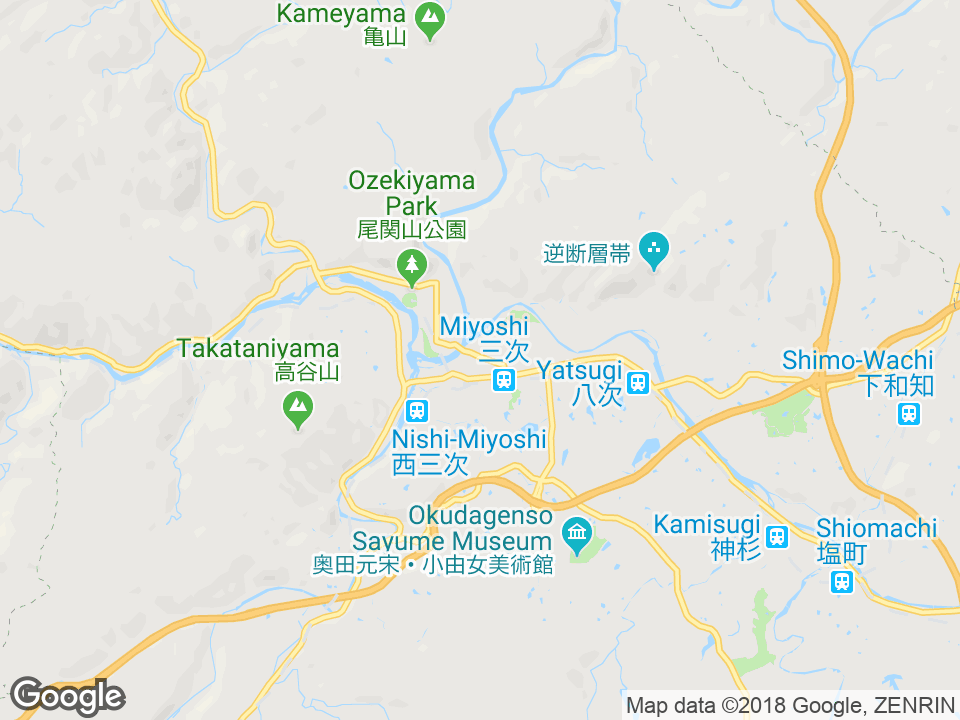 Kameyama
亀山
Ozekiyama
Park
尾関山公園
逆断層帯
Miyoshi
三次
Takataniyama
高谷山
Yatsugi
八次
Shimo-Wachi
下和知
Nishi-Miyoshi
西三次
Okudagenso
Sayume Museum
奥田元宋・小由女美術館
Kamisugi
神杉
Shiomachi
塩町
Google
Map data ©2018 Google, ZENRIN